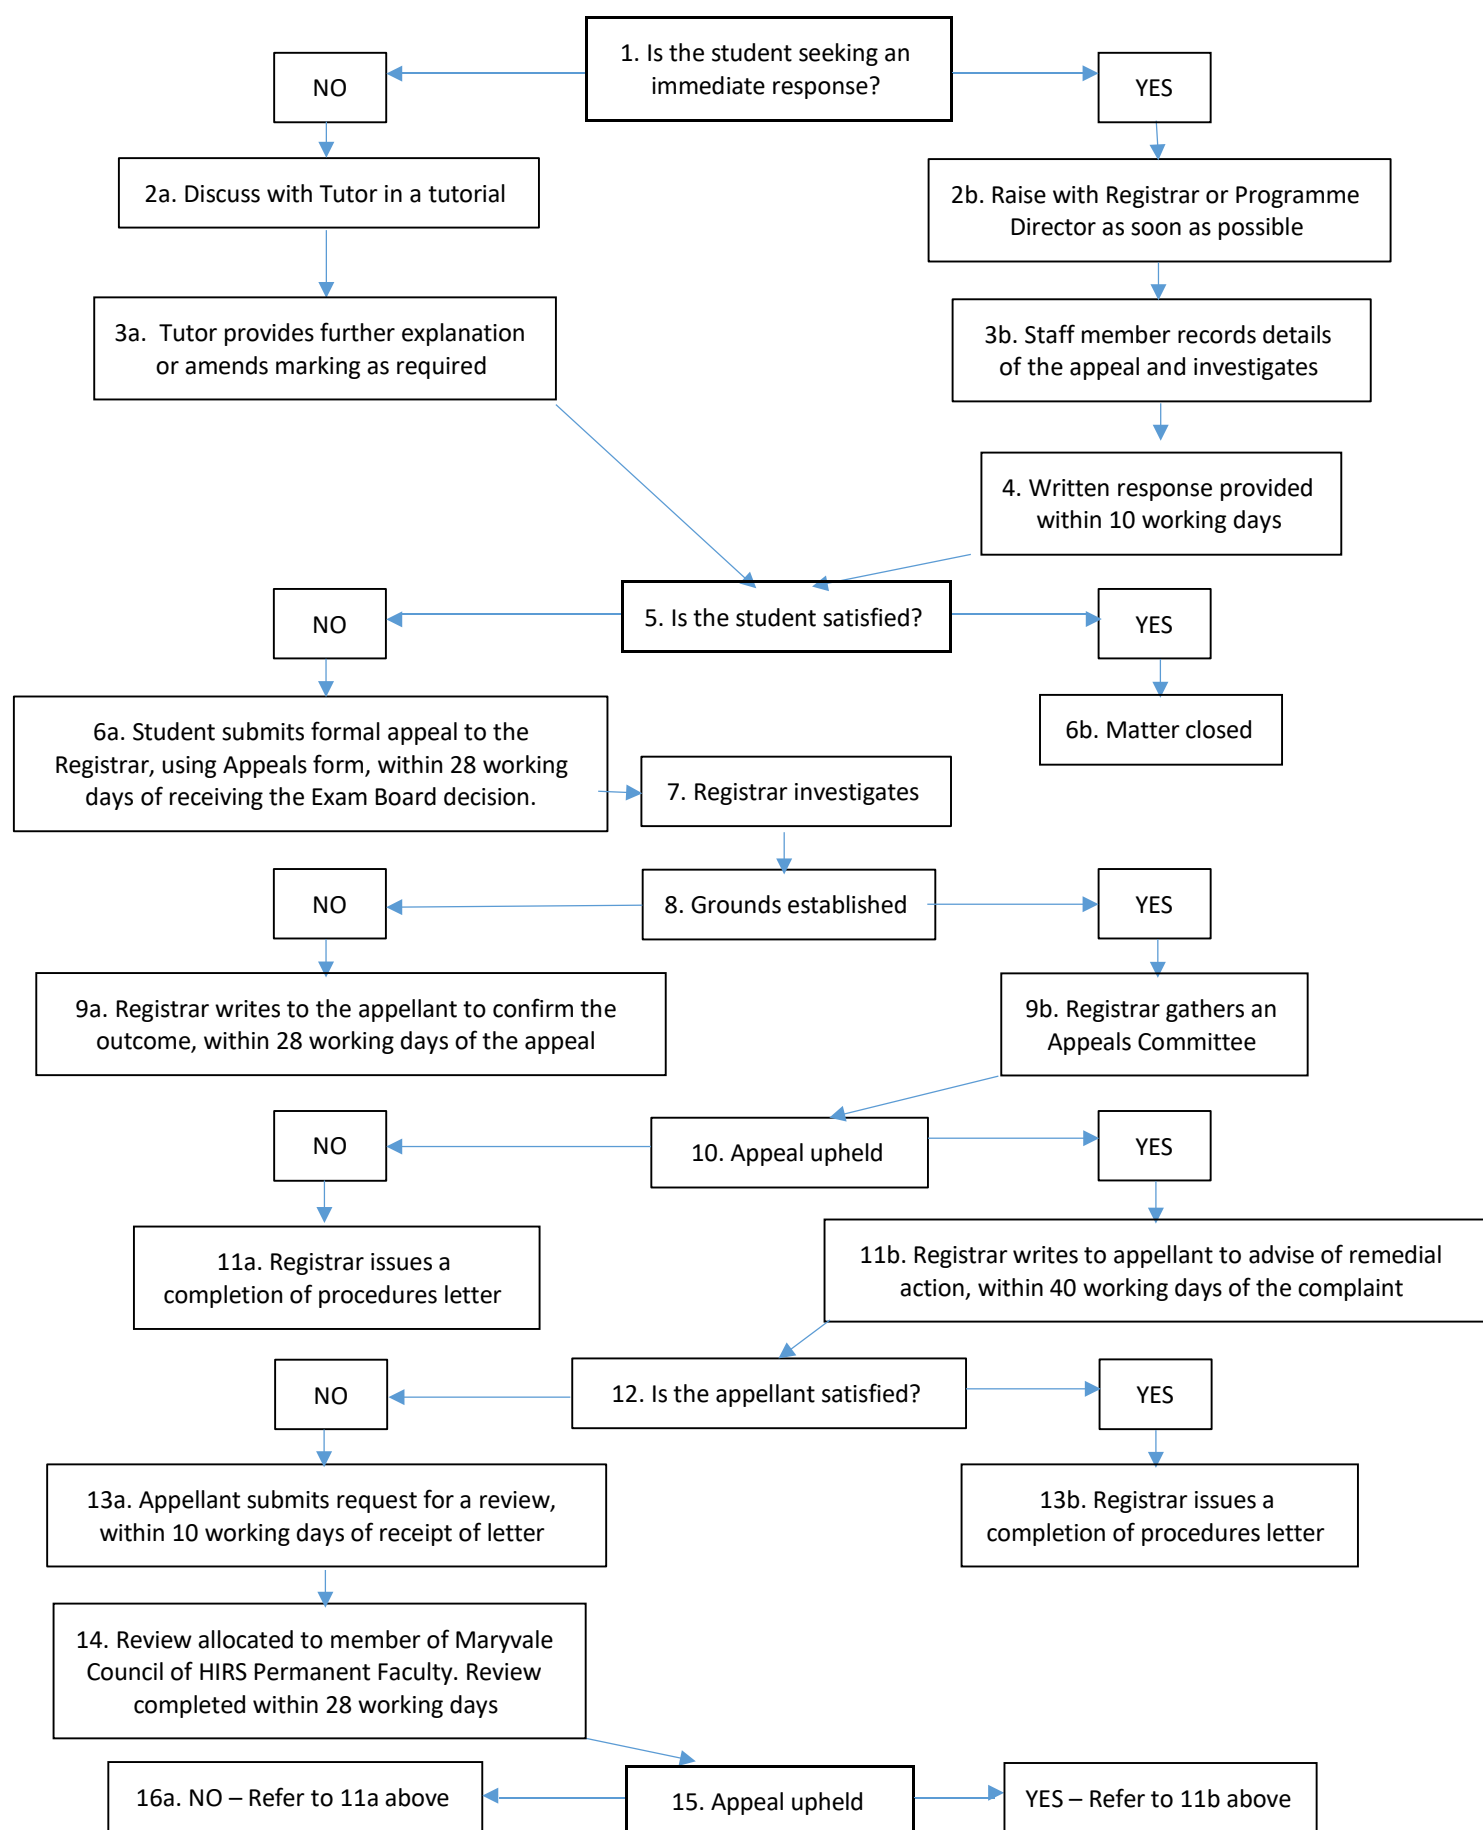 1. Is the student seeking an
immediate response?
NO
YES
2a. Discuss with Tutor in a tutorial
2b. Raise with Registrar or Programme
Director as soon as possible
3a.  Tutor provides further explanation
or amends marking as required
3b. Staff member records details
of the appeal and investigates
4. Written response provided
within 10 working days
NO
5. Is the student satisfied?
YES
6a. Student submits formal appeal to the
Registrar, using Appeals form, within 28 working
days of receiving the Exam Board decision.
6b. Matter closed
7. Registrar investigates
NO
8. Grounds established
YES
9a. Registrar writes to the appellant to confirm the
outcome, within 28 working days of the appeal
9b. Registrar gathers an
Appeals Committee
NO
10. Appeal upheld
YES
11a. Registrar issues a
completion of procedures letter
11b. Registrar writes to appellant to advise of remedial
action, within 40 working days of the complaint
NO
12. Is the appellant satisfied?
YES
13a. Appellant submits request for a review,
within 10 working days of receipt of letter
13b. Registrar issues a
completion of procedures letter
14. Review allocated to member of Maryvale
Council of HIRS Permanent Faculty. Review
completed within 28 working days
16a. NO – Refer to 11a above
15. Appeal upheld
YES – Refer to 11b above